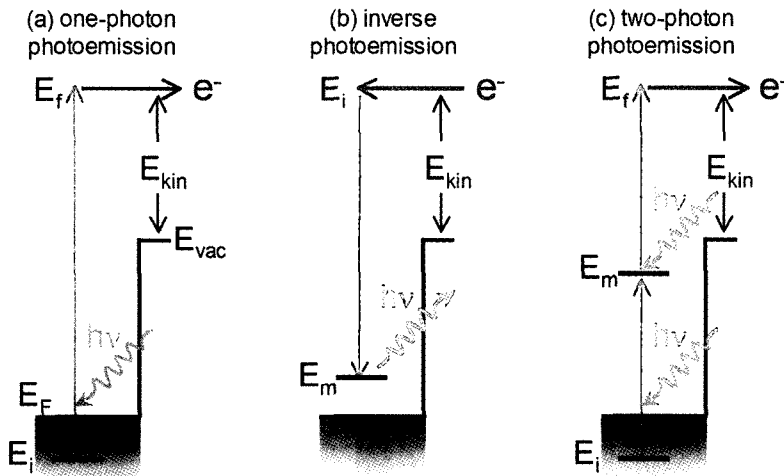 (a) one-photon
photoemission
E_f
e⁻
E_kin
E_vac
hν
E_F
E_i
(b) inverse
photoemission
E_i
e⁻
E_kin
hν
E_m
(c) two-photon
photoemission
E_f
e⁻
E_kin
hν
E_m
hν
E_i